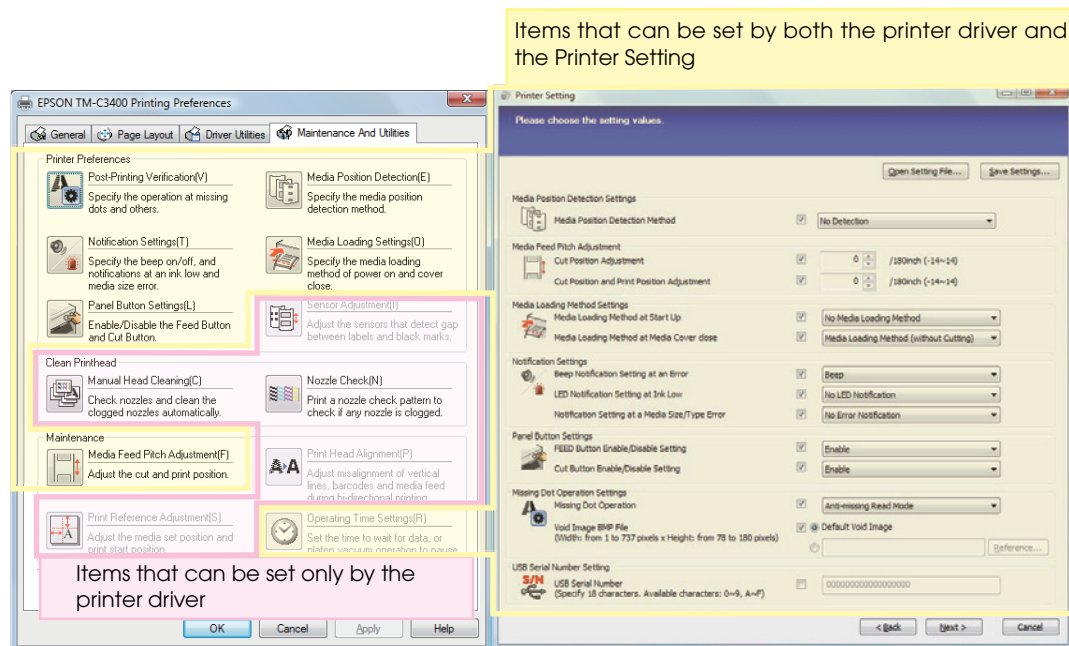 Items that can be set by both the printer driver and
the Printer Setting
EPSON TM-C3400 Printing Preferences
General
Page Layout
Driver Utilities
Maintenance And Utilities
Printer Preferences
Post-Printing Verification(V)
Specify the operation at missing
dots and others.
Media Position Detection(E)
Specify the media position
detection method.
Notification Settings(T)
Specify the beep on/off, and
notifications at an ink low and
media size error.
Media Loading Settings(O)
Specify the media loading
method of power on and cover
close.
Panel Button Settings(L)
Enable/Disable the Feed Button
and Cut Button.
Sensor Adjustment(I)
Adjust the sensors that detect gap
between labels and black marks.
Clean Printhead
Manual Head Cleaning(C)
Check nozzles and clean the
clogged nozzles automatically.
Nozzle Check(N)
Print a nozzle check pattern to
check if any nozzle is clogged.
Maintenance
Media Feed Pitch Adjustment(F)
Adjust the cut and print position.
Print Head Alignment(P)
Adjust misalignment of vertical
lines, barcodes and media feed
during bi-directional printing.
Print Reference Adjustment(S)
Adjust the media set position and
print start position.
Operating Time Settings(R)
Set the time to wait for data, or
platen vacuum operation to pause
Items that can be set only by the
printer driver
OK
Cancel
Apply
Help
Printer Setting
Please choose the setting values.
Open Setting File...
Save Settings...
Media Position Detection Settings
Media Position Detection Method
No Detection
Media Feed Pitch Adjustment
Cut Position Adjustment
0
/180inch (-14~14)
Cut Position and Print Position Adjustment
0
/180inch (-14~14)
Media Loading Method Settings
Media Loading Method at Start Up
No Media Loading Method
Media Loading Method at Media Cover close
Media Loading Method (without Cutting)
Notification Settings
Beep Notification Setting at an Error
Beep
LED Notification Setting at Ink Low
No LED Notification
Notification Setting at a Media Size/Type Error
No Error Notification
Panel Button Settings
FEED Button Enable/Disable Setting
Enable
Cut Button Enable/Disable Setting
Enable
Missing Dot Operation Settings
Missing Dot Operation
Anti-missing Read Mode
Void Image BMP File
(Width: from 1 to 737 pixels x Height: from 78 to 180 pixels)
Default Void Image
Reference...
USB Serial Number Setting
S/N
USB Serial Number
(Specify 18 characters. Available characters: 0~9, A~F)
000000000000000000
< Back
Next >
Cancel